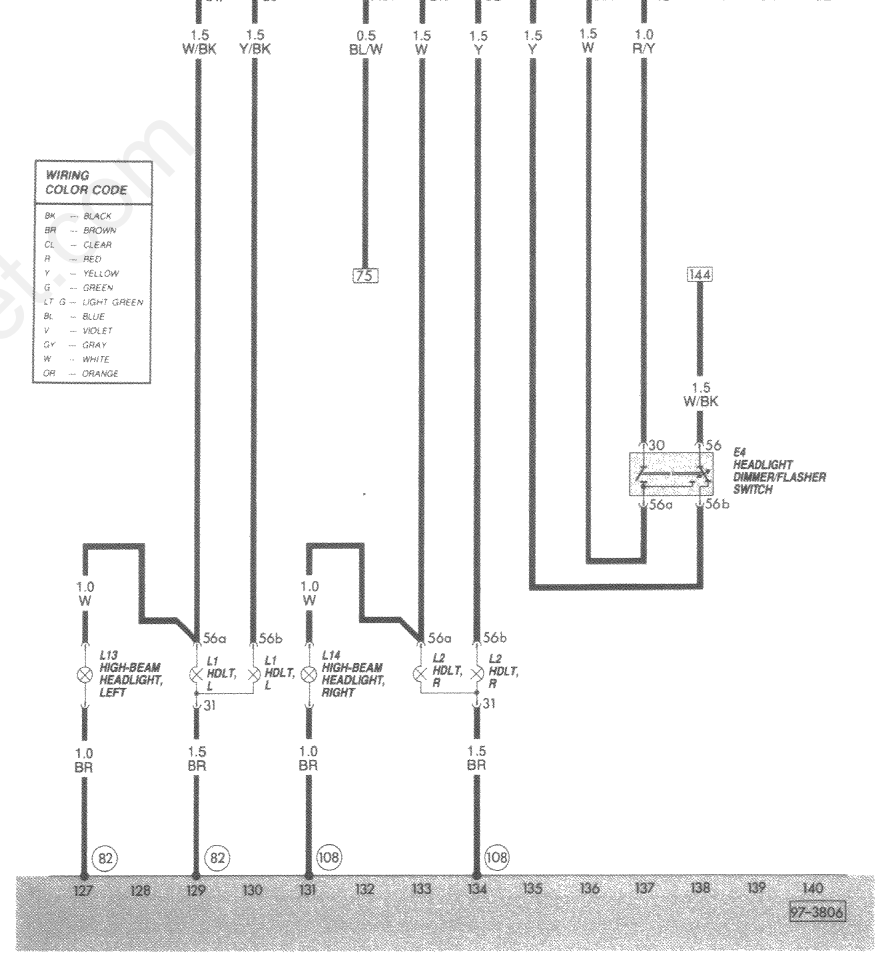 1.5 1.5 0.5 1.5 1.5 1.5 1.5 1.0
W/BK Y/BK BL/W W Y Y W R/Y
WIRING
COLOR CODE
BK — BLACK
BR — BROWN
CL — CLEAR
R — RED
Y — YELLOW
G — GREEN
LT G — LIGHT GREEN
BL — BLUE
V — VIOLET
GY — GRAY
W — WHITE
OR — ORANGE
75
144
1.5
W/BK
30 56
E4
HEADLIGHT
DIMMER/FLASHER
SWITCH
56a 56b
1.0 1.0
W W
56a 56b 56a 56b
L13
HIGH-BEAM
HEADLIGHT,
LEFT
L1
HDLT,
L
L1
HDLT,
L
L14
HIGH-BEAM
HEADLIGHT,
RIGHT
L2
HDLT,
R
L2
HDLT,
R
31 31
1.0 1.5 1.0 1.5
BR BR BR BR
82 82 108 108
127 128 129 130 131 132 133 134 135 136 137 138 139 140
97-3806